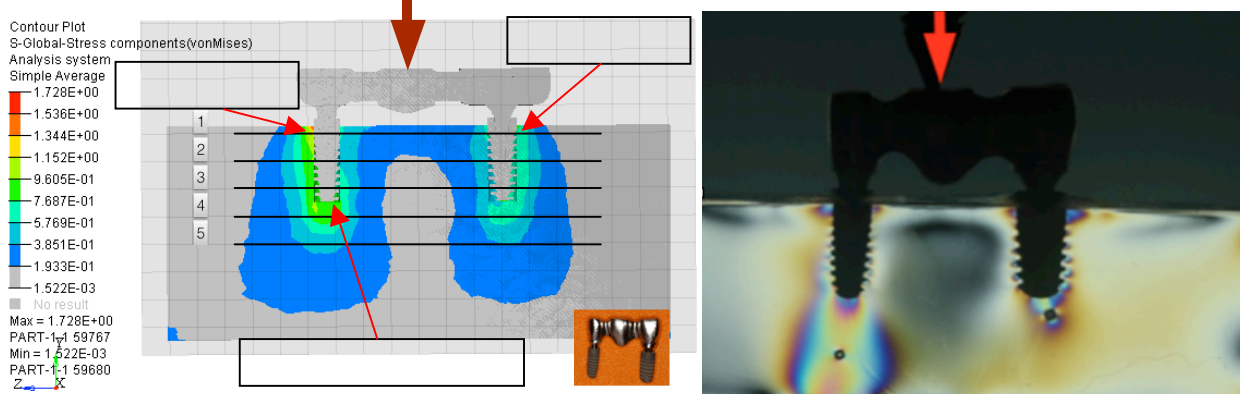 Contour Plot
S-Global-Stress components(vonMises)
Analysis system
Simple Average
1.728E+00
1.536E+00
1.344E+00
1.152E+00
9.605E-01
7.687E-01
5.769E-01
3.851E-01
1.933E-01
1.522E-03
No result
Max = 1.728E+00
PART-1-1 59767
Min = 1.522E-03
PART-1-1 59680
Y
Z
X
1
2
3
4
5